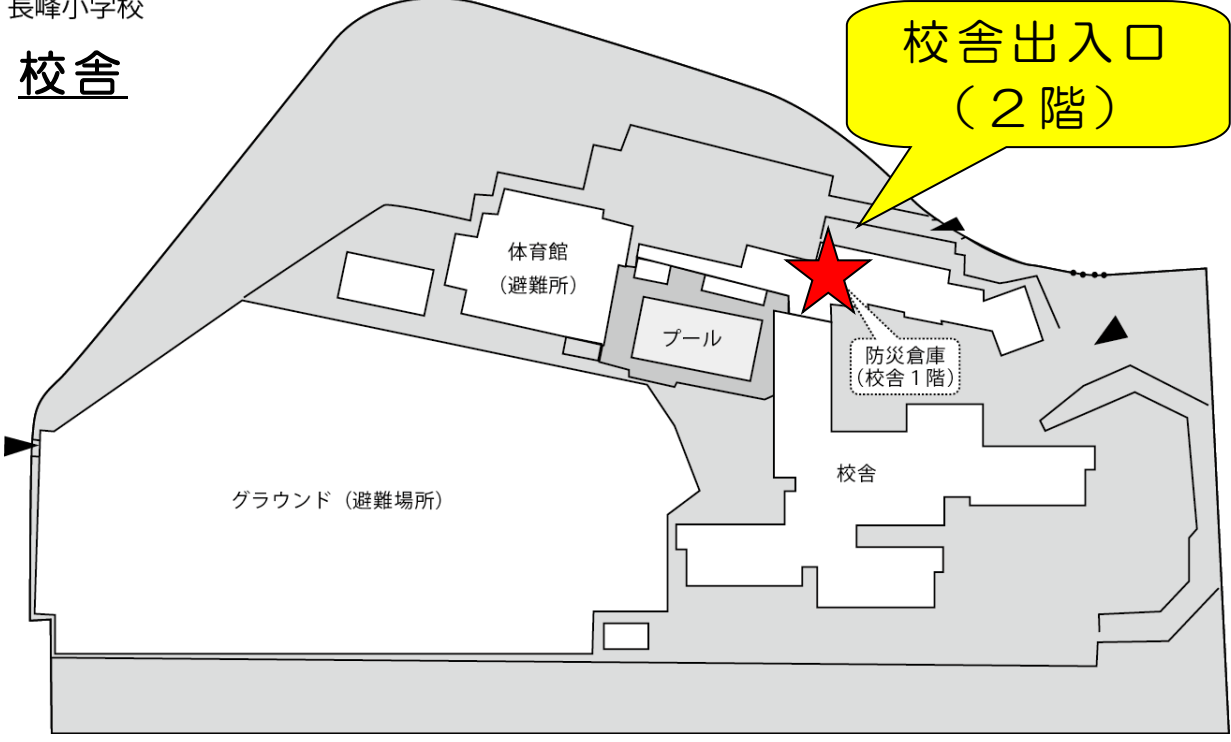 長峰小学校
校舎
校舎出入口
（２階）
体育館
（避難所）
プール
防災倉庫
（校舎１階）
校舎
グラウンド（避難場所）